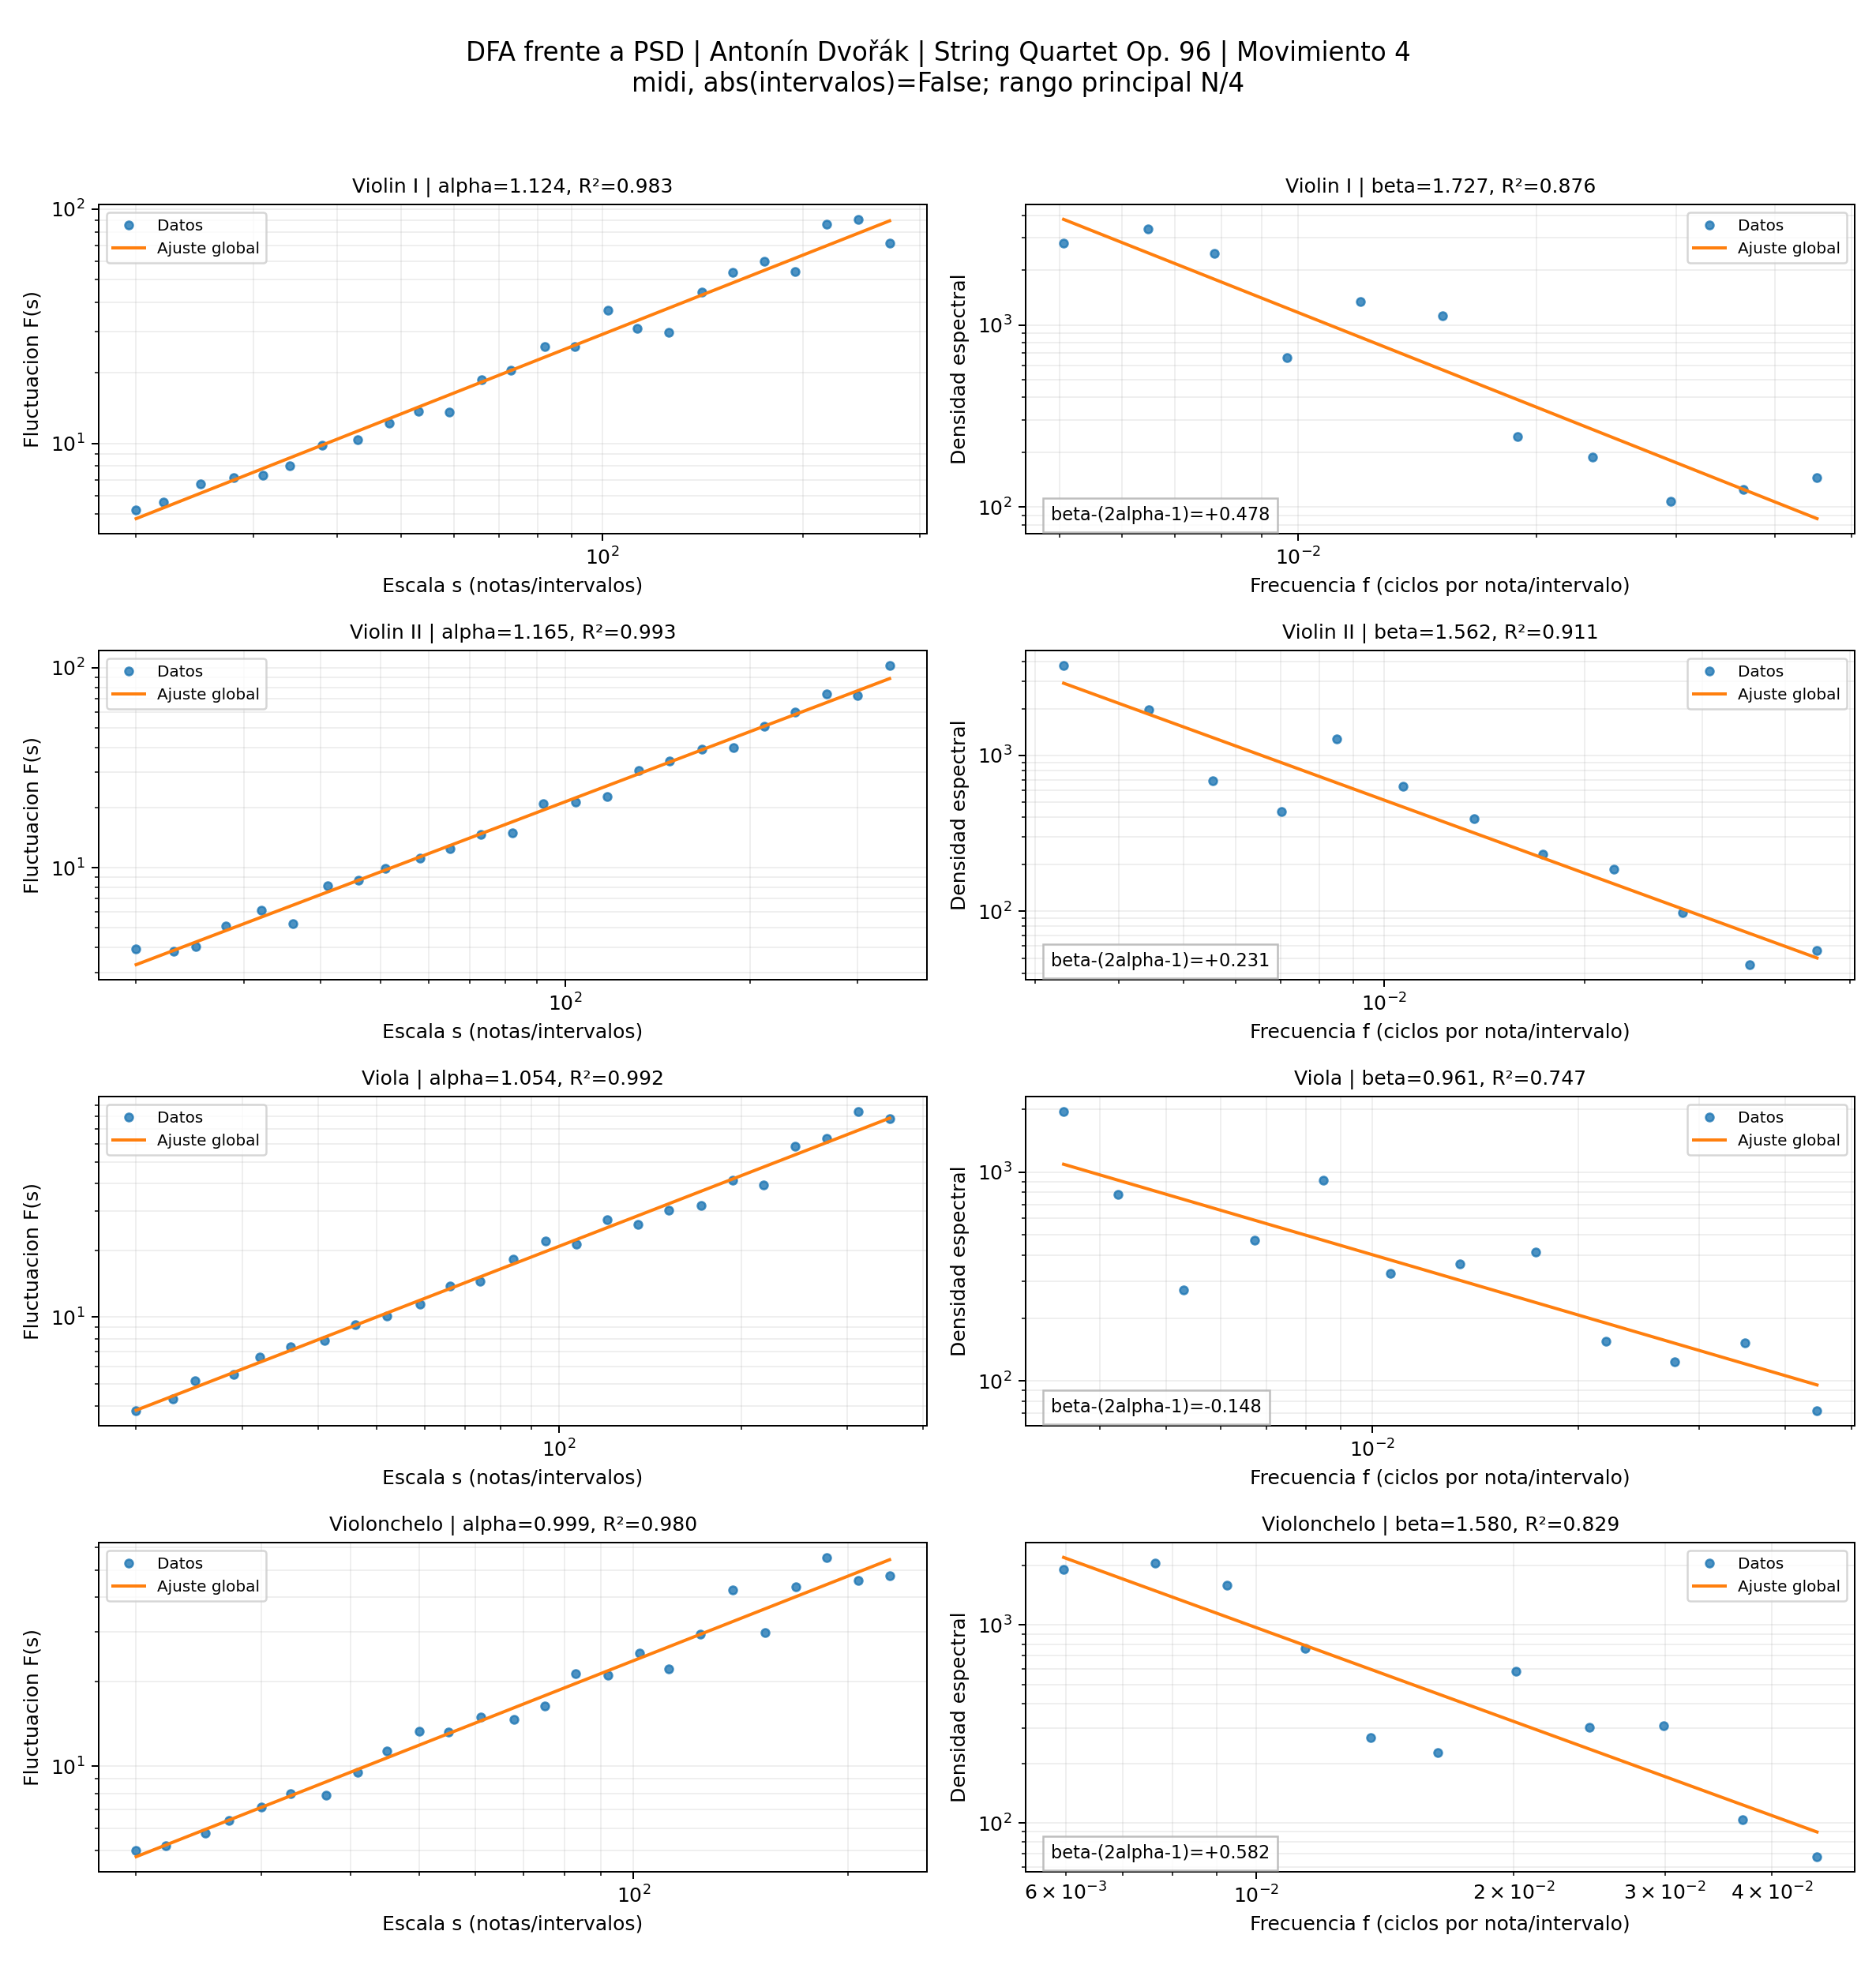 DFA frente a PSD | Antonín Dvořák | String Quartet Op. 96 | Movimiento 4
midi, abs(intervalos)=False; rango principal N/4
Violin I | alpha=1.124, R²=0.983
Fluctuacion F(s)
10²
10¹
Datos
Ajuste global
10²
Escala s (notas/intervalos)
Violin I | beta=1.727, R²=0.876
Densidad espectral
10³
10²
Datos
Ajuste global
beta-(2alpha-1)=+0.478
10⁻²
Frecuencia f (ciclos por nota/intervalo)
Violin II | alpha=1.165, R²=0.993
Fluctuacion F(s)
10²
10¹
Datos
Ajuste global
10²
Escala s (notas/intervalos)
Violin II | beta=1.562, R²=0.911
Densidad espectral
10³
10²
Datos
Ajuste global
beta-(2alpha-1)=+0.231
10⁻²
Frecuencia f (ciclos por nota/intervalo)
Viola | alpha=1.054, R²=0.992
Fluctuacion F(s)
10¹
Datos
Ajuste global
10²
Escala s (notas/intervalos)
Viola | beta=0.961, R²=0.747
Densidad espectral
10³
10²
Datos
Ajuste global
beta-(2alpha-1)=-0.148
10⁻²
Frecuencia f (ciclos por nota/intervalo)
Violonchelo | alpha=0.999, R²=0.980
Fluctuacion F(s)
10¹
Datos
Ajuste global
10²
Escala s (notas/intervalos)
Violonchelo | beta=1.580, R²=0.829
Densidad espectral
10³
10²
Datos
Ajuste global
beta-(2alpha-1)=+0.582
6 × 10⁻³ 10⁻² 2 × 10⁻² 3 × 10⁻² 4 × 10⁻²
Frecuencia f (ciclos por nota/intervalo)